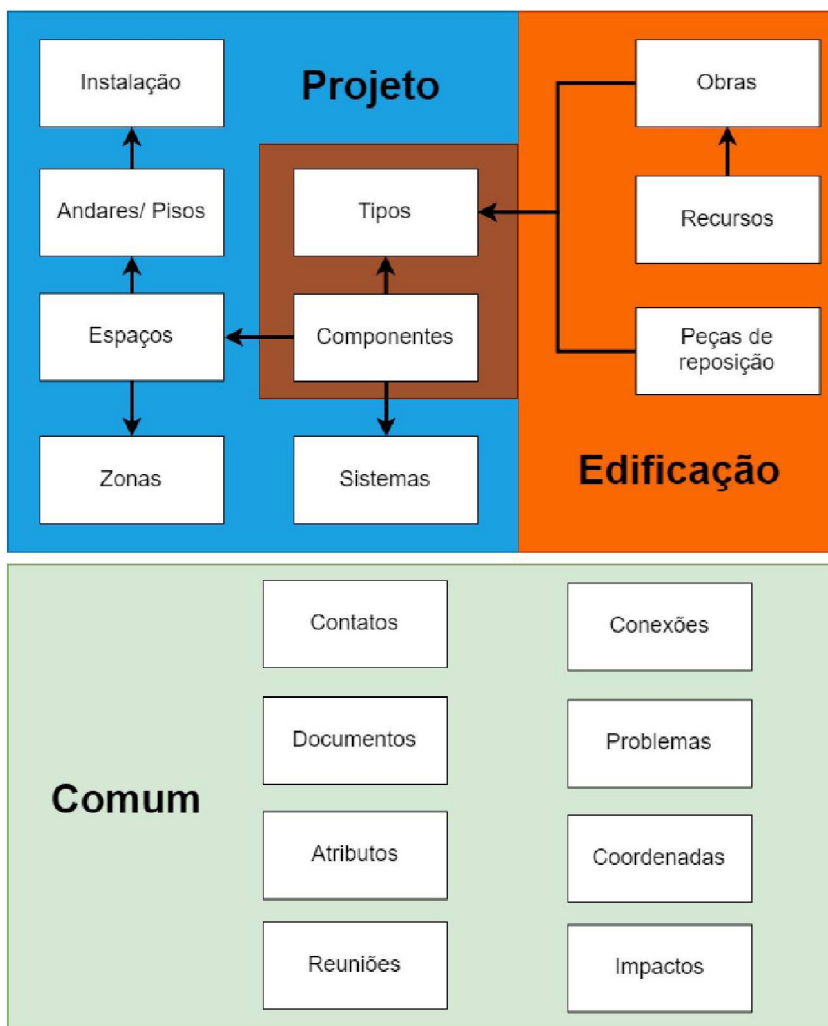 Instalação
Projeto
Obras
Andares/ Pisos
Tipos
Recursos
Espaços
Componentes
Peças de
reposição
Zonas
Sistemas
Edificação
Contatos
Conexões
Documentos
Problemas
Comum
Atributos
Coordenadas
Reuniões
Impactos